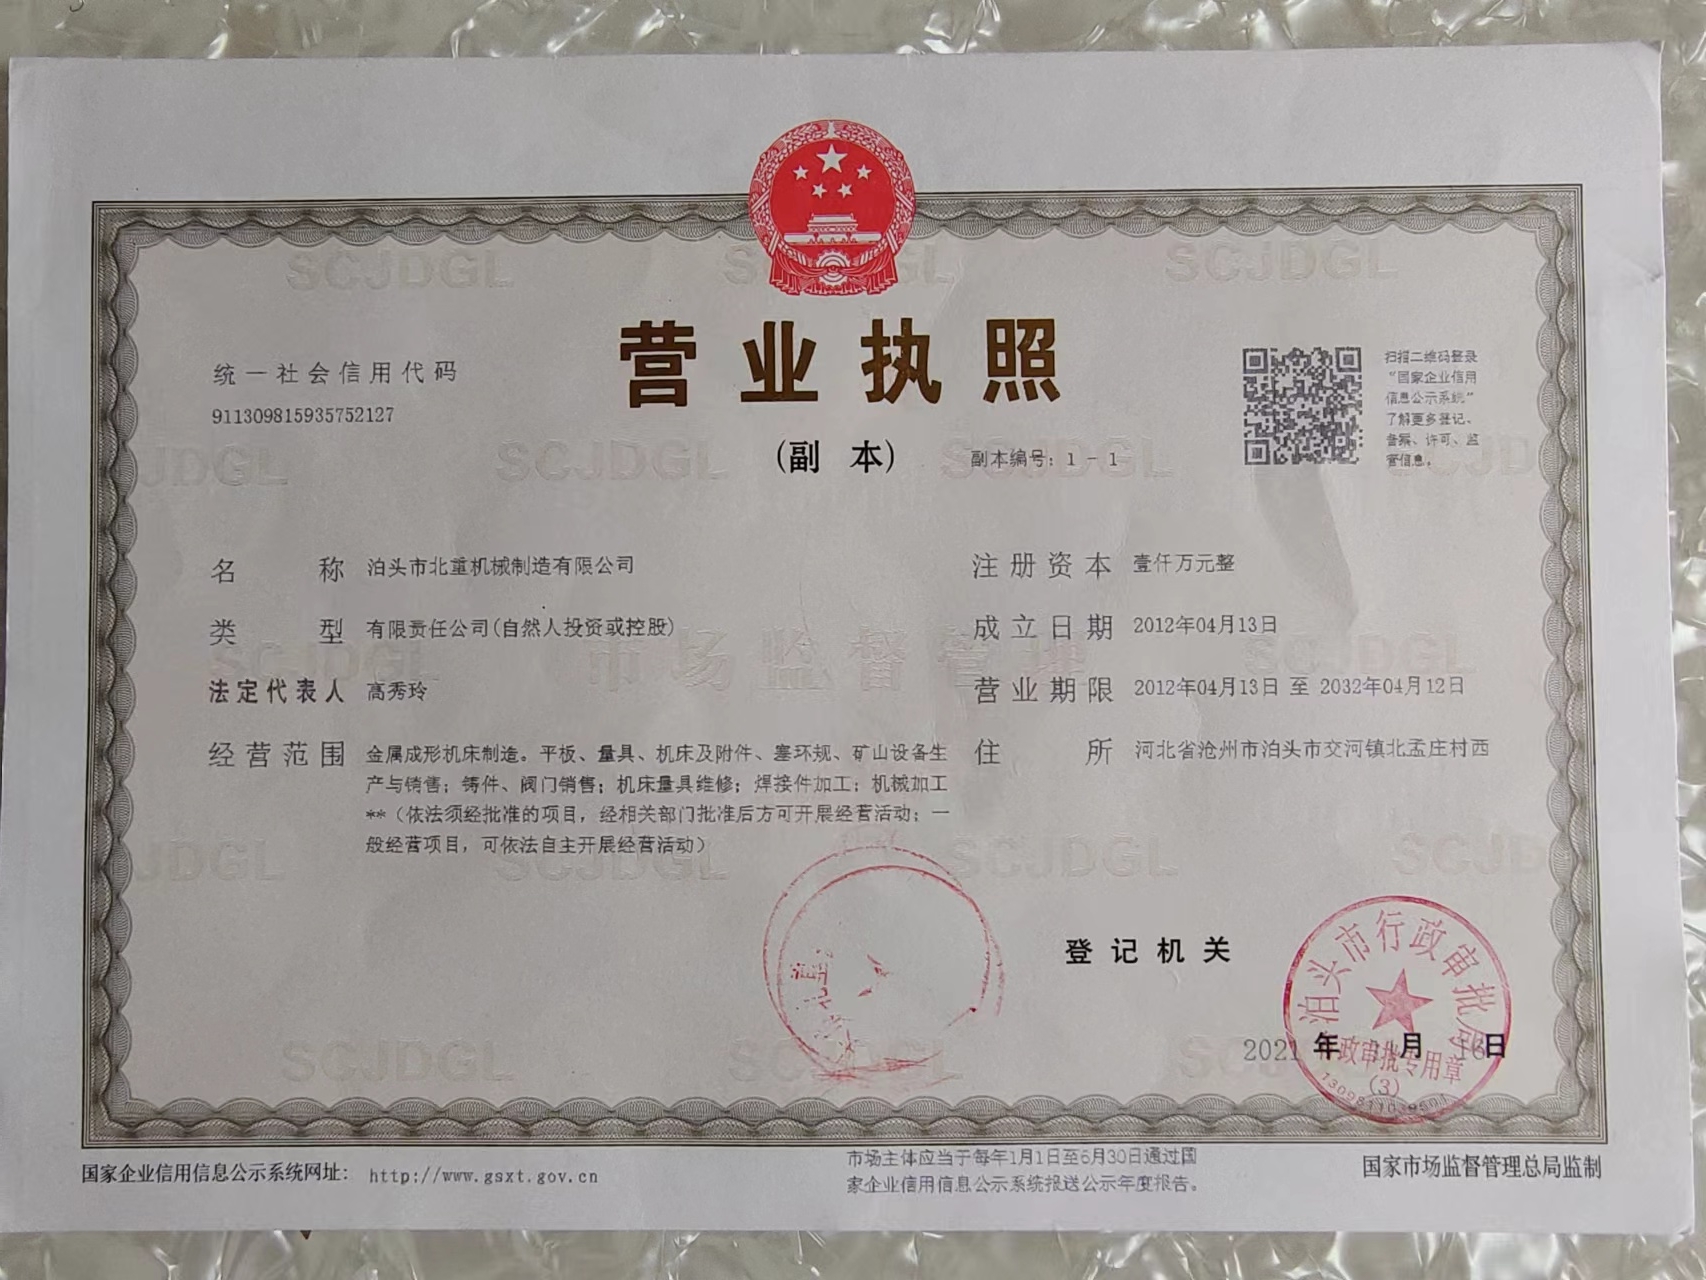 营业执照
(副 本)
副本编号: 1 - 1
统一社会信用代码
911309815935752127
扫描二维码登录
“国家企业信用
信息公示系统”
了解更多登记、
备案、许可、监
管信息。
名 称 泊头市北重机械制造有限公司
类 型 有限责任公司(自然人投资或控股)
法定代表人 高秀玲
经营范围 金属成形机床制造。平板、量具、机床及附件、塞环规、矿山设备生
产与销售；铸件、阀门销售；机床量具维修；焊接件加工；机械加工
**（依法须经批准的项目，经相关部门批准后方可开展经营活动；一
般经营项目，可依法自主开展经营活动）
注册资本 壹仟万元整
成立日期 2012年04月13日
营业期限 2012年04月13日 至 2032年04月12日
住 所 河北省沧州市泊头市交河镇北孟庄村西
登记机关
泊头市行政审批局
2021 年 月 16日
行政审批专用章
(3)
市场监督管理
SCJDGL
国家企业信用信息公示系统网址： http://www.gsxt.gov.cn
市场主体应当于每年1月1日至6月30日通过国
家企业信用信息公示系统报送公示年度报告。
国家市场监督管理总局监制